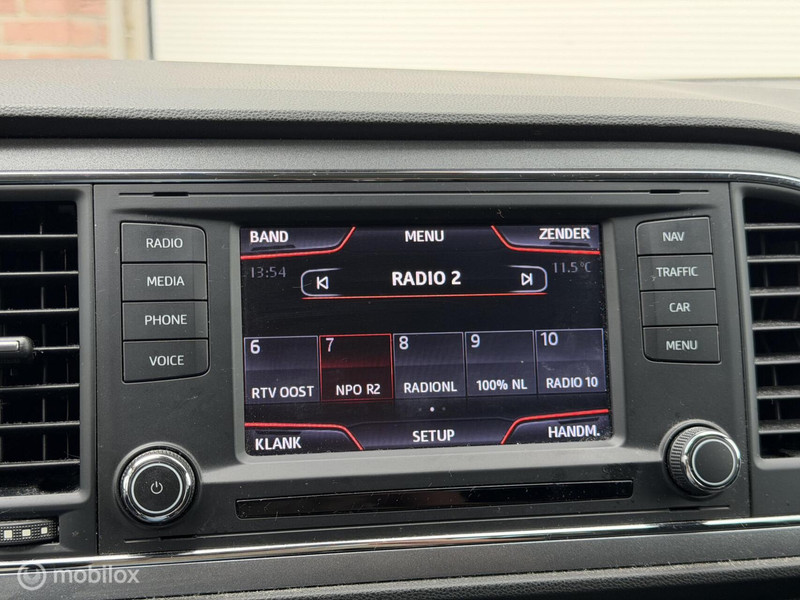 RADIO
MEDIA
PHONE
VOICE
BAND MENU ZENDER
13:54 RADIO 2 11.5°C
6 7 8 9 10
RTV OOST NPO R2 RADIONL 100% NL RADIO 10
KLANK SETUP HANDM.
NAV
TRAFFIC
CAR
MENU
mobilox